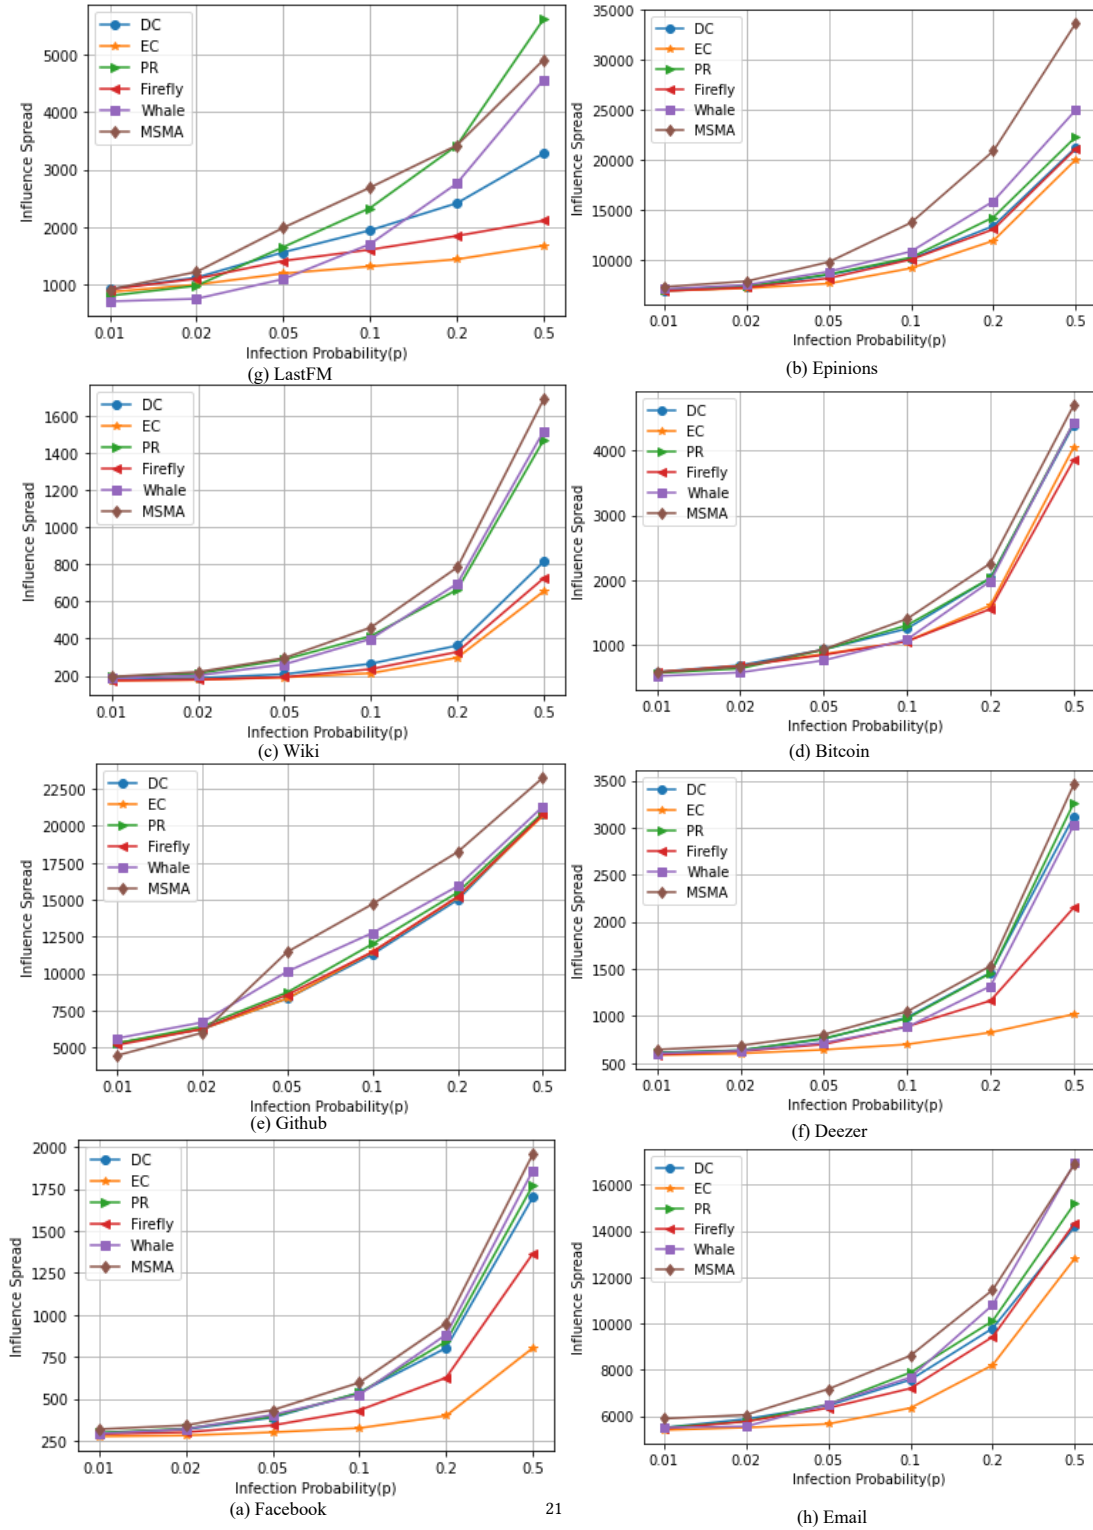 DC
EC
PR
Firefly
Whale
MSMA
5000
4000
3000
2000
1000
Influence Spread
0.01 0.02 0.05 0.1 0.2 0.5
Infection Probability(p)
(g) LastFM
DC
EC
PR
Firefly
Whale
MSMA
35000
30000
25000
20000
15000
10000
Influence Spread
0.01 0.02 0.05 0.1 0.2 0.5
Infection Probability(p)
(b) Epinions
DC
EC
PR
Firefly
Whale
MSMA
1600
1400
1200
1000
800
600
400
200
Influence Spread
0.01 0.02 0.05 0.1 0.2 0.5
Infection Probability(p)
(c) Wiki
DC
EC
PR
Firefly
Whale
MSMA
4000
3000
2000
1000
Influence Spread
0.01 0.02 0.05 0.1 0.2 0.5
Infection Probability(p)
(d) Bitcoin
DC
EC
PR
Firefly
Whale
MSMA
22500
20000
17500
15000
12500
10000
7500
5000
Influence Spread
0.01 0.02 0.05 0.1 0.2 0.5
Infection Probability(p)
(e) Github
DC
EC
PR
Firefly
Whale
MSMA
3500
3000
2500
2000
1500
1000
500
Influence Spread
0.01 0.02 0.05 0.1 0.2 0.5
Infection Probability(p)
(f) Deezer
DC
EC
PR
Firefly
Whale
MSMA
2000
1750
1500
1250
1000
750
500
250
Influence Spread
0.01 0.02 0.05 0.1 0.2 0.5
Infection Probability(p)
(a) Facebook
DC
EC
PR
Firefly
Whale
MSMA
16000
14000
12000
10000
8000
6000
Influence Spread
0.01 0.02 0.05 0.1 0.2 0.5
Infection Probability(p)
(h) Email
21